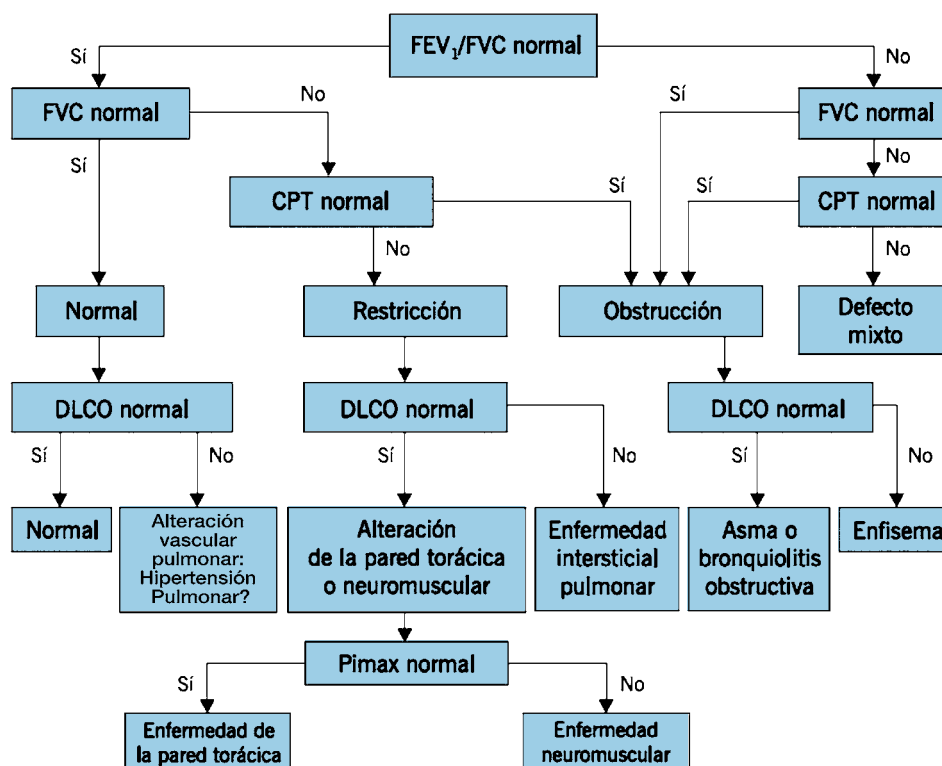 FEV₁/FVC normal
Sí
No
FVC normal
No
Sí
FVC normal
Sí
No
CPT normal
Sí
Sí
CPT normal
No
No
Normal
Restricción
Obstrucción
Defecto
mixto
DLCO normal
DLCO normal
DLCO normal
Sí
No
Sí
No
Sí
No
Normal
Alteración
vascular
pulmonar:
Hipertensión
Pulmonar?
Alteración
de la pared torácica
o neuromuscular
Enfermedad
intersticial
pulmonar
Asma o
bronquiolitis
obstructiva
Enfisema
Pimax normal
Sí
No
Enfermedad de
la pared torácica
Enfermedad
neuromuscular